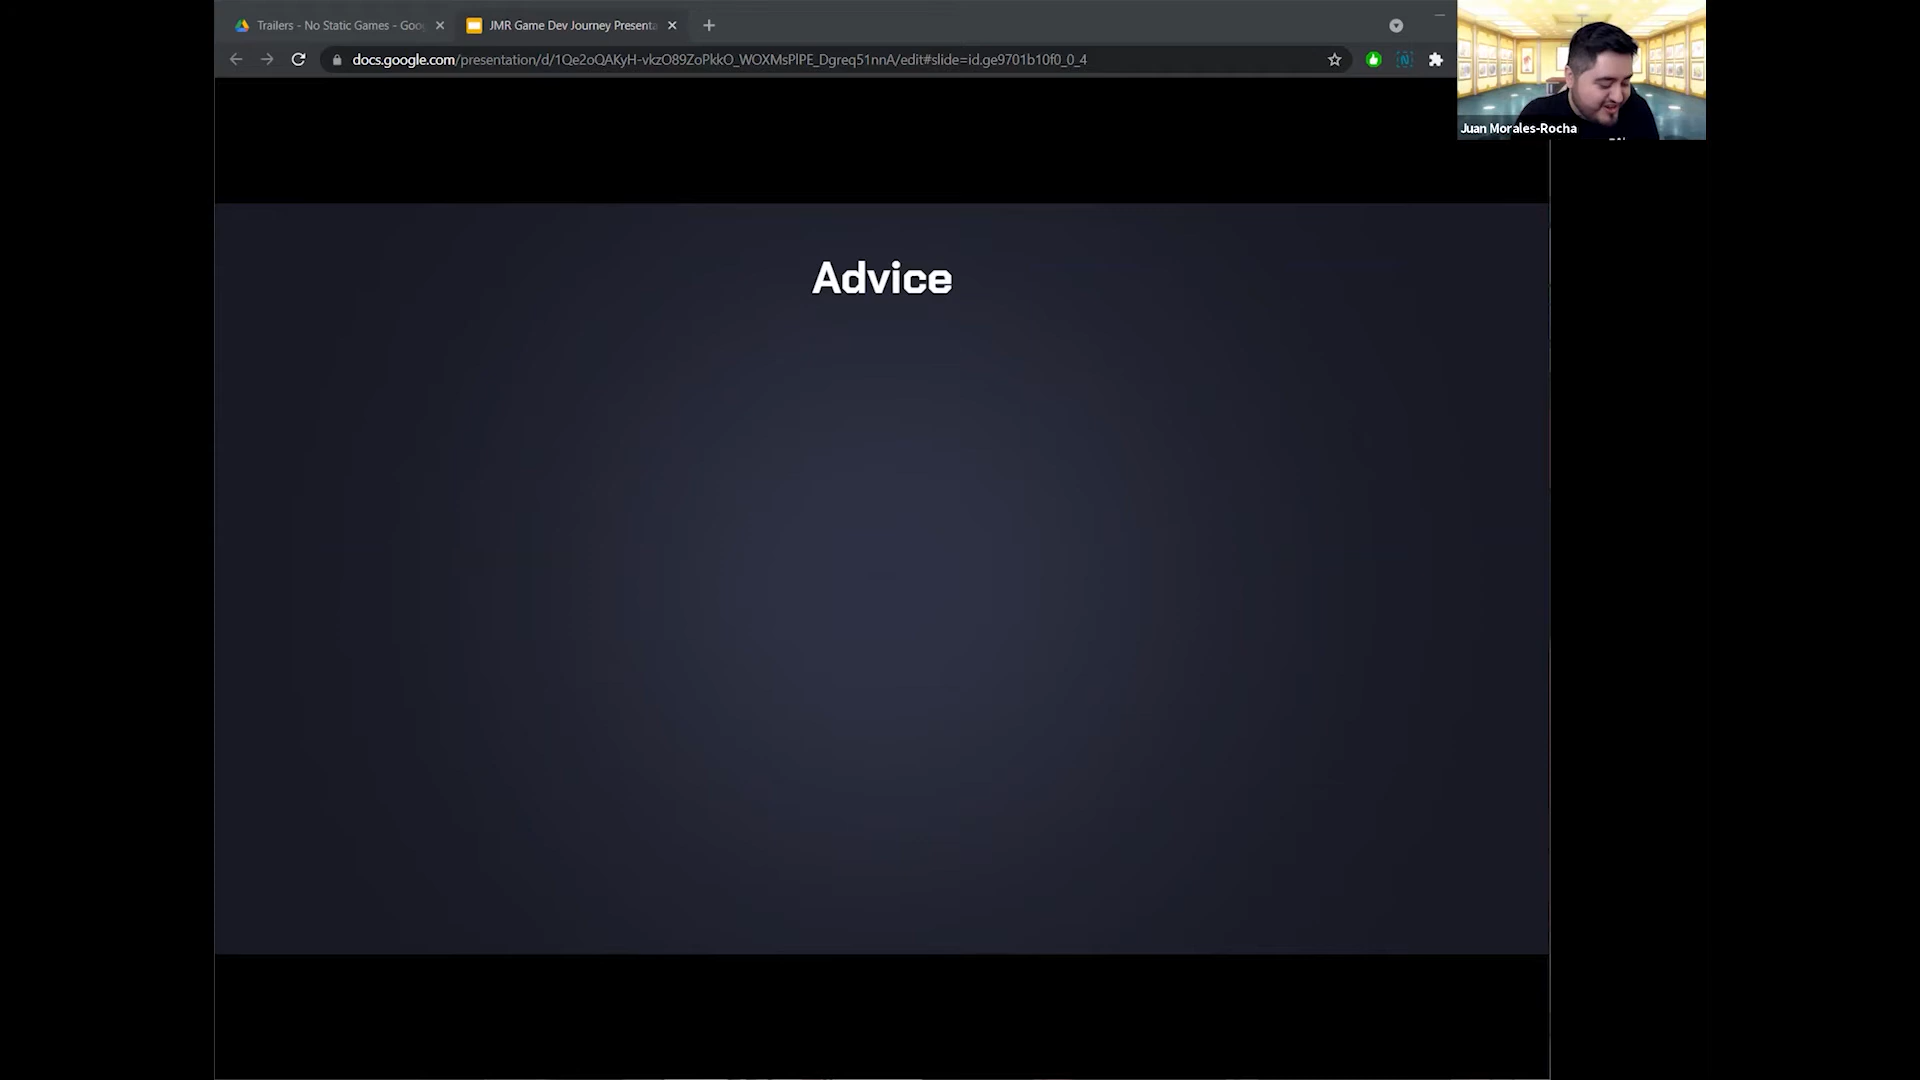 Trailers - No Static Games - Goo
JMR Game Dev Journey Presenta
docs.google.com/presentation/d/1Qe2oQAKyH-vkzO89ZoPkkO_WOXMsPlPE_Dgreq51nnA/edit#slide=id.ge9701b10f0_0_4
Juan Morales-Rocha
Advice